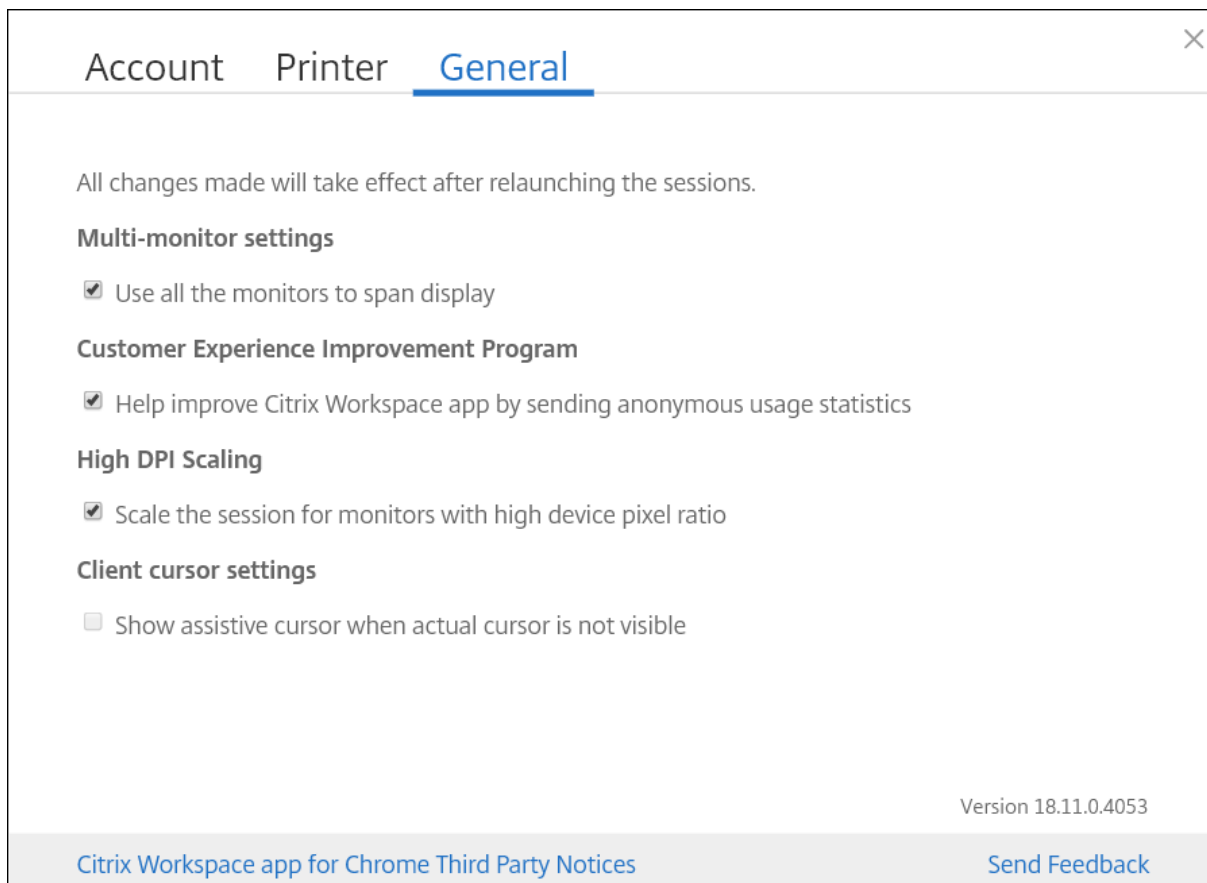 Account Printer General
All changes made will take effect after relaunching the sessions.
Multi-monitor settings
Use all the monitors to span display
Customer Experience Improvement Program
Help improve Citrix Workspace app by sending anonymous usage statistics
High DPI Scaling
Scale the session for monitors with high device pixel ratio
Client cursor settings
Show assistive cursor when actual cursor is not visible
Version 18.11.0.4053
Citrix Workspace app for Chrome Third Party Notices Send Feedback